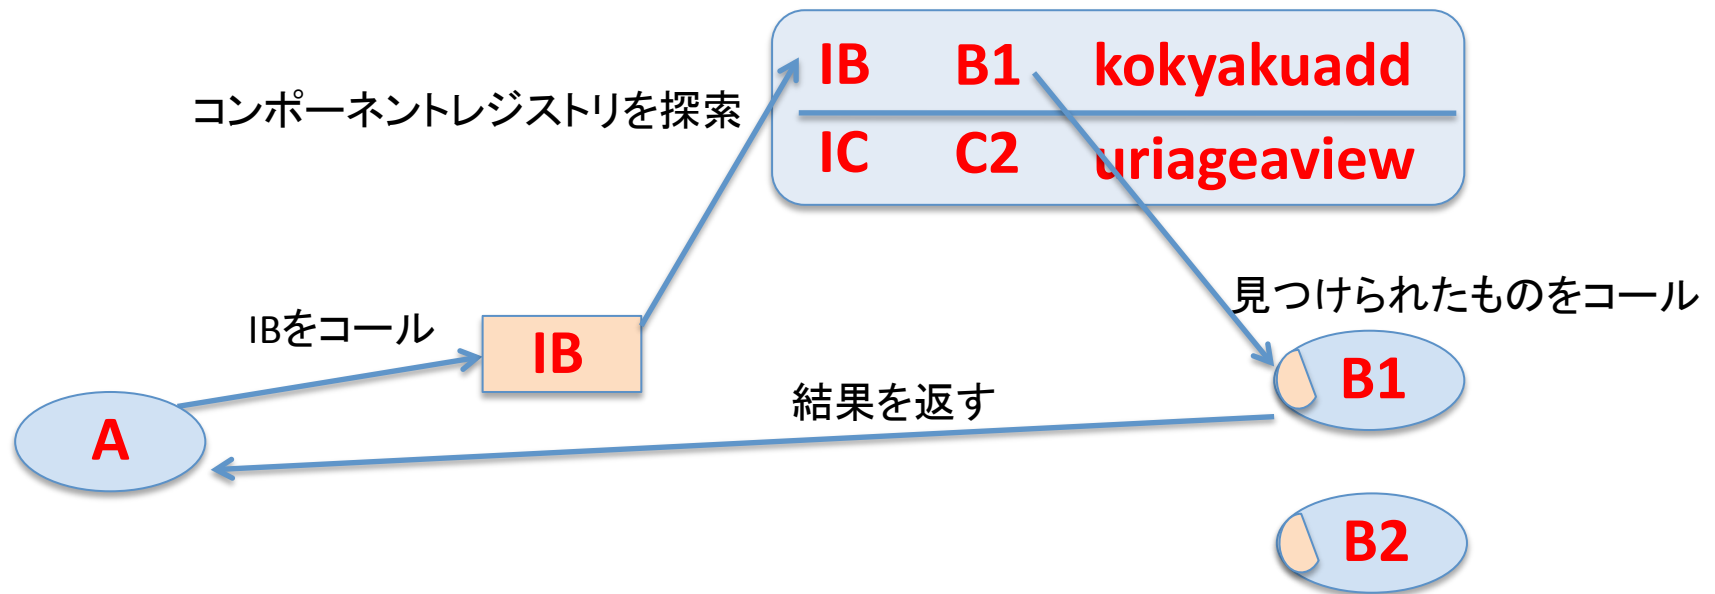 IB B1 kokyakuadd
コンポーネントレジストリを探索
IC C2 uriageaview
見つけられたものをコール
IBをコール
IB
B1
結果を返す
A
B2